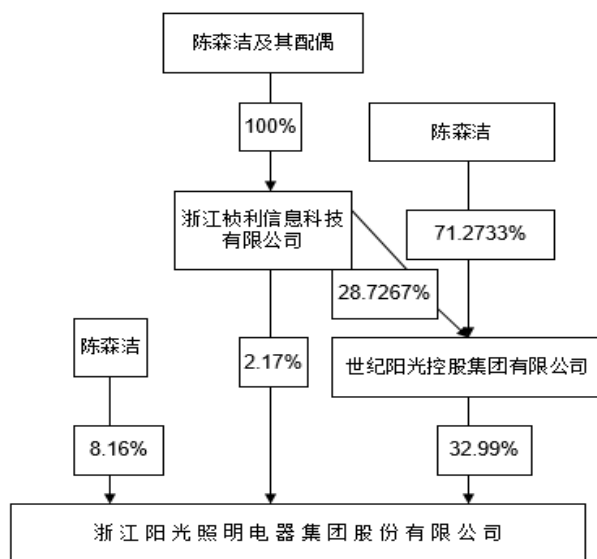 陈森洁及其配偶
100%
陈森洁
浙江桢利信息科技
有限公司
71.2733%
28.7267%
陈森洁
2.17%
世纪阳光控股集团有限公司
8.16%
32.99%
浙江阳光照明电器集团股份有限公司